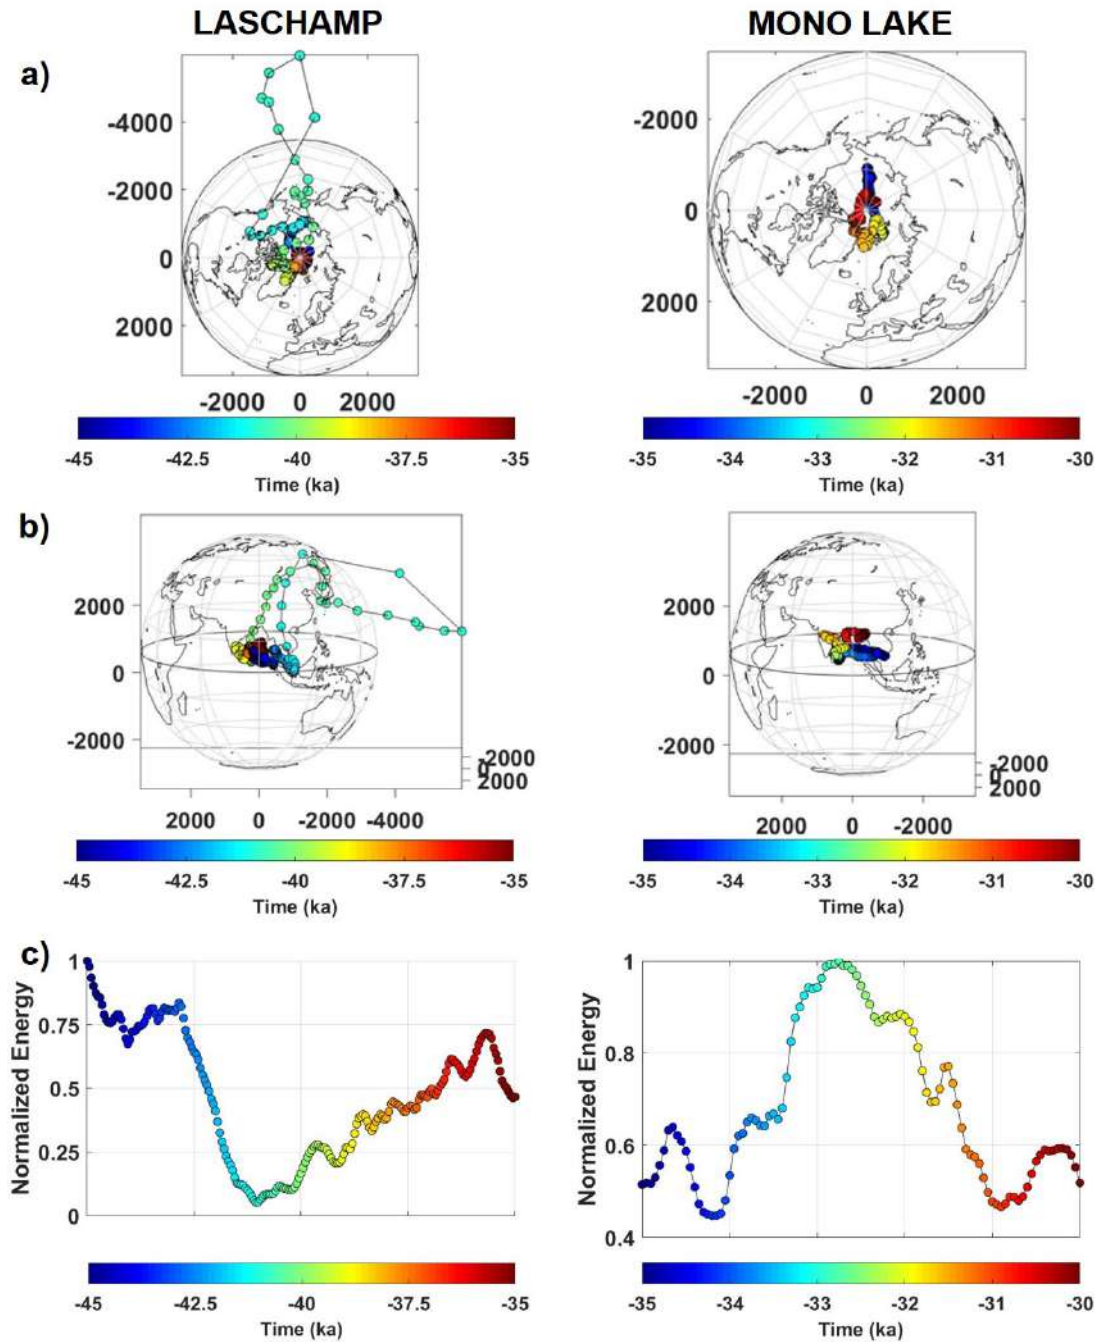 LASCHAMP MONO LAKE
a)
-4000
-2000
0
2000
-2000 0 2000
-2000
0
2000
-2000 0 2000
-45 -42.5 -40 -37.5 -35
Time (ka)
-35 -34 -33 -32 -31 -30
Time (ka)
b)
2000
0
-2000
-2000
0
2000
2000 0 -2000 -4000
2000
0
-2000
-2000
0
2000
2000 0 -2000
-45 -42.5 -40 -37.5 -35
Time (ka)
-35 -34 -33 -32 -31 -30
Time (ka)
c)
Normalized Energy
1
0.75
0.5
0.25
0
Normalized Energy
1
0.8
0.6
0.4
-45 -42.5 -40 -37.5 -35
Time (ka)
-35 -34 -33 -32 -31 -30
Time (ka)